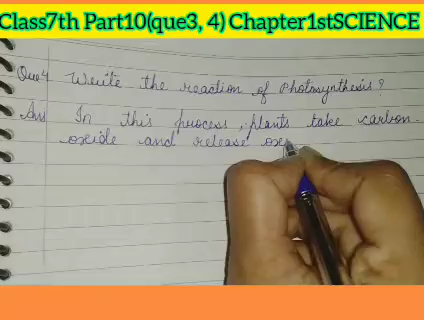 Class7th Part10(que3, 4) Chapter1stSCIENCE
Que4 Write the reaction of Photosynthesis?
Ans In this process, plants take carbon-
oxide and release oxe